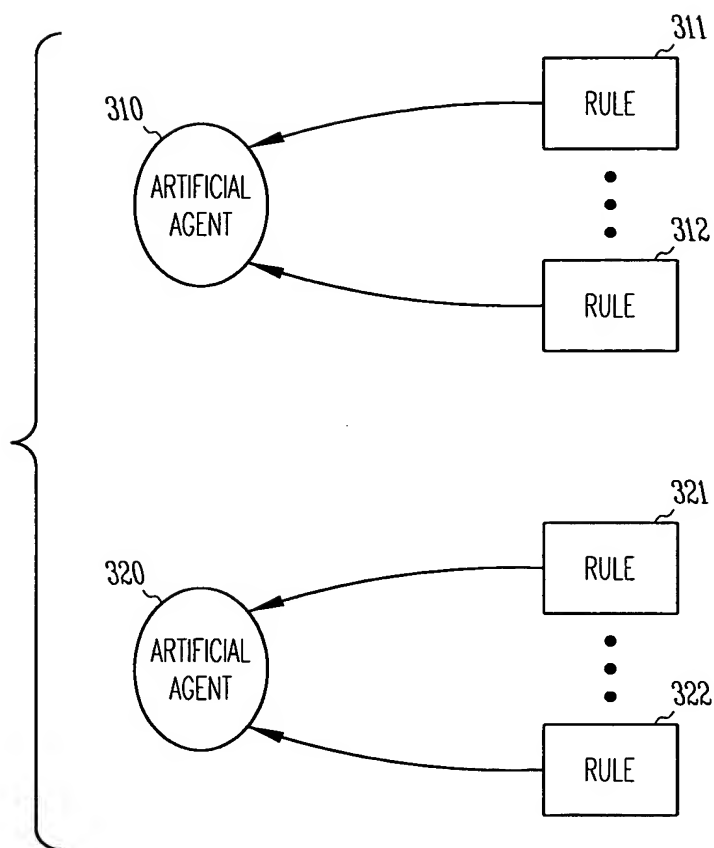 311
RULE
310
ARTIFICIAL
AGENT
312
RULE
321
RULE
320
ARTIFICIAL
AGENT
322
RULE